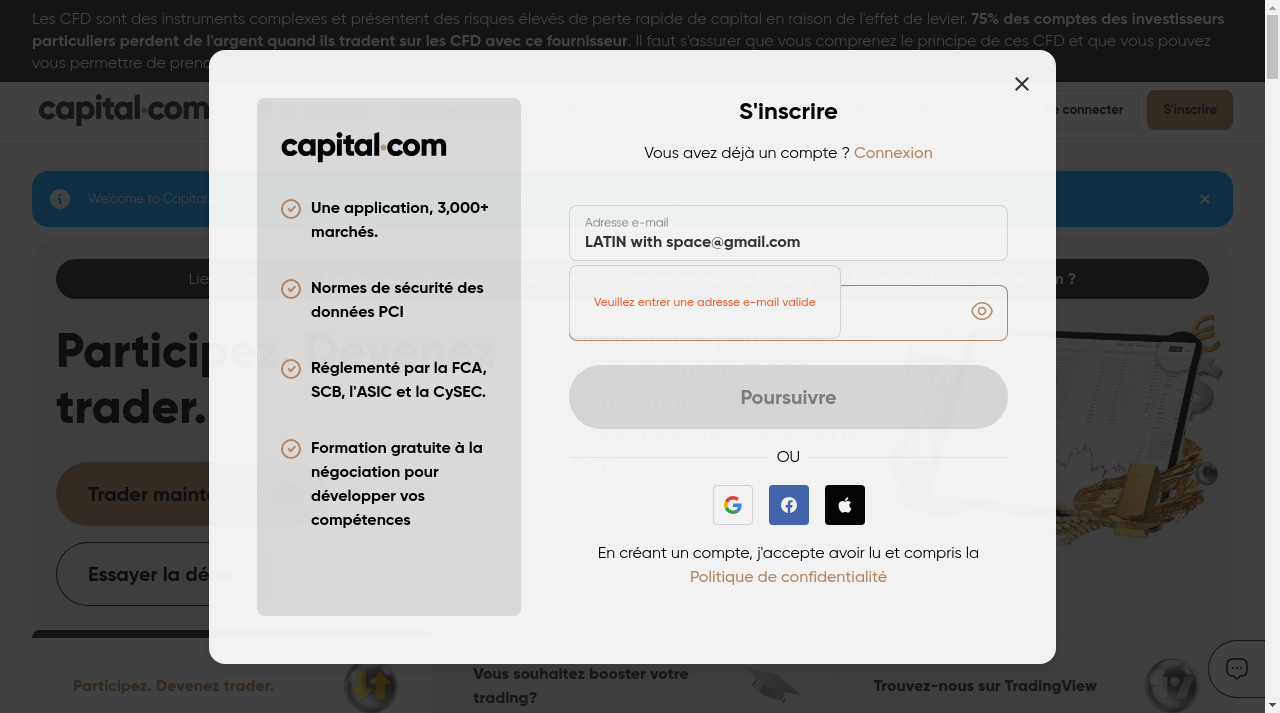 Les CFD sont des instruments complexes et présentent des risques élevés de perte rapide de capital en raison de l'effet de levier. 75% des comptes des investisseurs
particuliers perdent de l'argent quand ils tradent sur les CFD avec ce fournisseur. Il faut s'assurer que vous comprenez le principe de ces CFD et que vous pouvez
vous permettre de
capital.com
connecter
S'inscrire
Welcome to Capital
Participez. Devenez
trader.
Trader
Essayer la démo
Participez. Devenez trader.
Vous souhaitez booster votre
trading?
Trouvez-nous sur TradingView
capital.com
Une application, 3,000+
marchés.
Normes de sécurité des
données PCI
Réglementé par la FCA,
SCB, l'ASIC et la CySEC.
Formation gratuite à la
négociation pour
développer vos
compétences
S'inscrire
Vous avez déjà un compte ? Connexion
Adresse e-mail
LATIN with space@gmail.com
Veuillez entrer une adresse e-mail valide
Poursuivre
OU
En créant un compte, j'accepte avoir lu et compris la
Politique de confidentialité